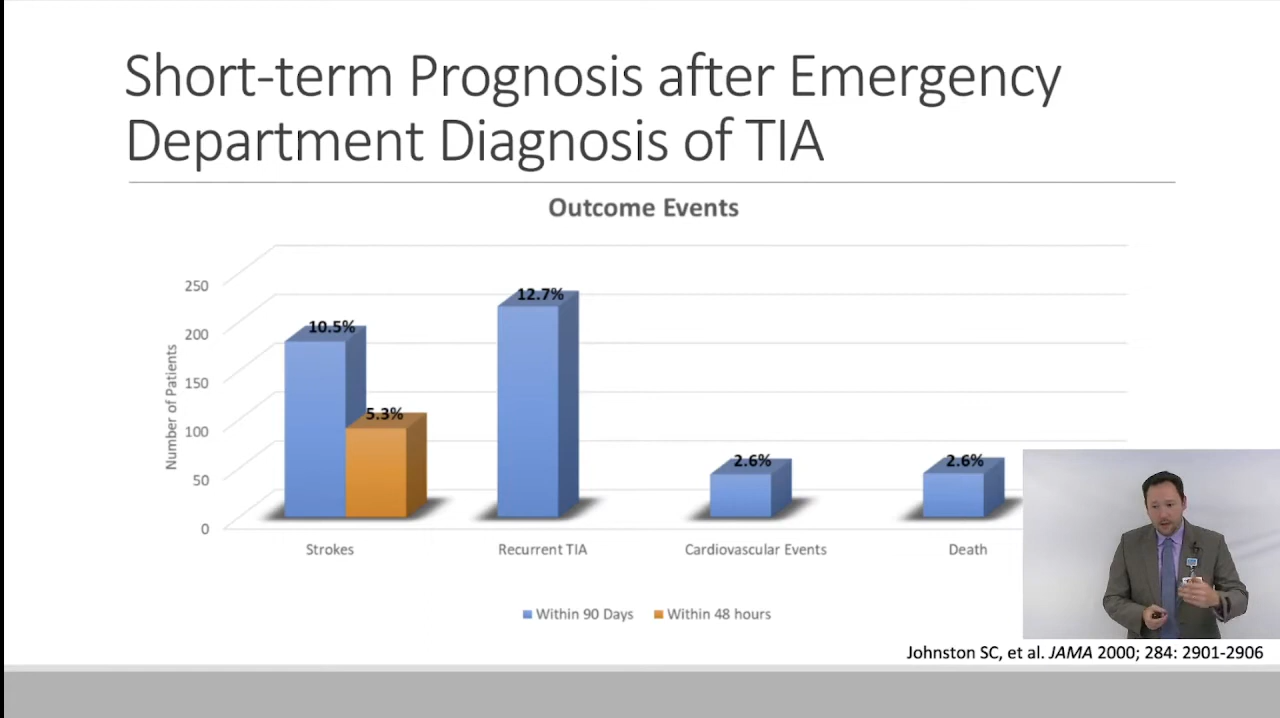 Short-term Prognosis after Emergency
Department Diagnosis of TIA
Outcome Events
Number of Patients
250
200
150
100
50
0
10.5%
5.3%
12.7%
2.6%
2.6%
Strokes
Recurrent TIA
Cardiovascular Events
Death
Within 90 Days
Within 48 hours
Johnston SC, et al. JAMA 2000; 284: 2901-2906